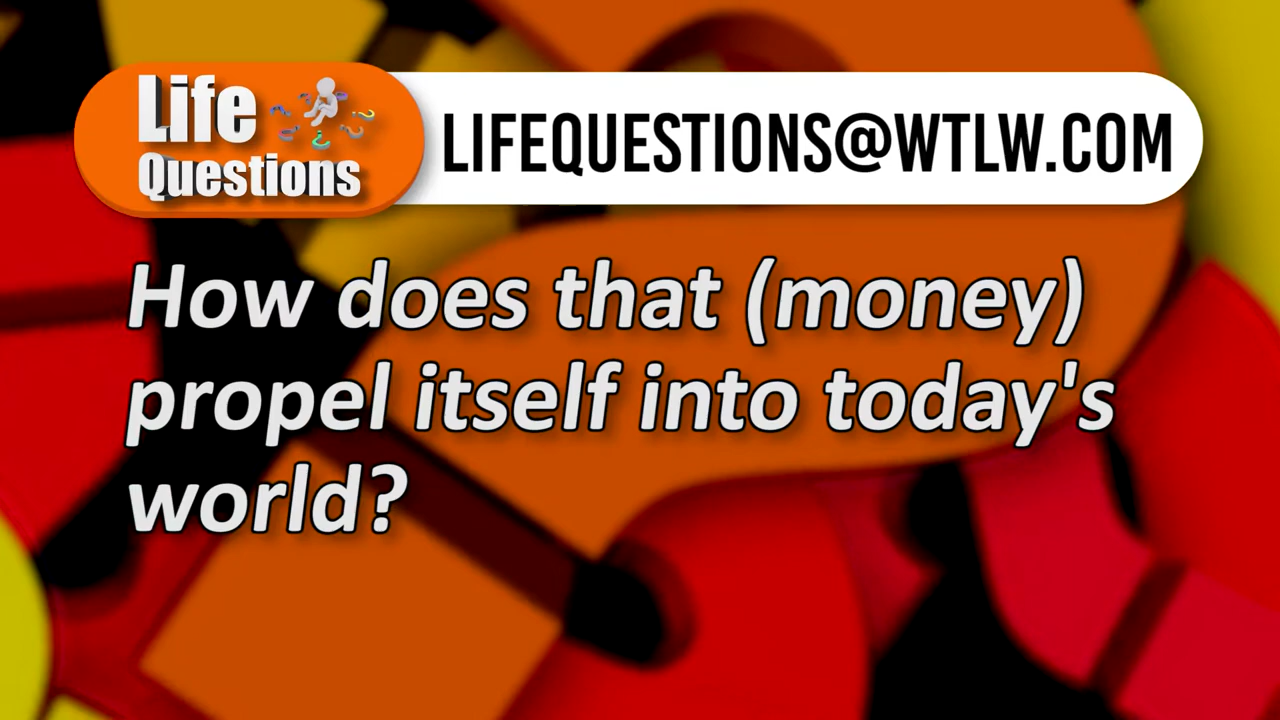 Life
Questions
LIFEQUESTIONS@WTLW.COM
How does that (money)
propel itself into today's
world?